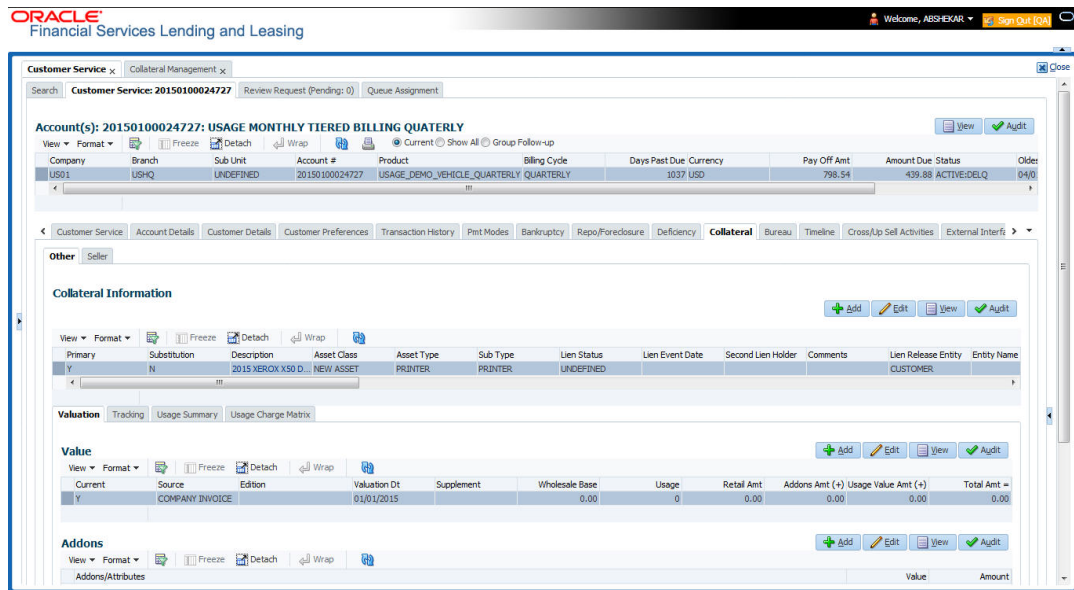 ORACLE'
Financial Services Lending and Leasing
Welcome, ABSHEKAR Sign Out [QA]
Customer Service x Collateral Management x Close
Search Customer Service: 20150100024727 Review Request (Pending: 0) Queue Assignment
Account(s): 20150100024727: USAGE MONTHLY TIERED BILLING QUATERLY
View Audit
View Format Freeze Detach Wrap Current Show All Group Follow-up
Company Branch Sub Unit Account # Product Billing Cycle Days Past Due Currency Pay Off Amt Amount Due Status Oldes
US01 USHQ UNDEFINED 20150100024727 USAGE_DEMO_VEHICLE_QUARTERLY QUARTERLY 1037 USD 798.54 439.88 ACTIVE:DELQ 04/0
Customer Service Account Details Customer Details Customer Preferences Transaction History Pmt Modes Bankruptcy Repo/Foreclosure Deficiency Collateral Bureau Timeline Cross/Up Sell Activities External Interfa
Other Seller
Collateral Information
Add Edit View Audit
View Format Freeze Detach Wrap
Primary Substitution Description Asset Class Asset Type Sub Type Lien Status Lien Event Date Second Lien Holder Comments Lien Release Entity Entity Name
Y N 2015 XEROX X50 D... NEW ASSET PRINTER PRINTER UNDEFINED CUSTOMER
Valuation Tracking Usage Summary Usage Charge Matrix
Value
Add Edit View Audit
View Format Freeze Detach Wrap
Current Source Edition Valuation Dt Supplement Wholesale Base Usage Retail Amt Addons Amt (+) Usage Value Amt (+) Total Amt =
Y COMPANY INVOICE 01/01/2015 0.00 0 0.00 0.00 0.00 0.00
Addons
Add Edit View Audit
View Format Freeze Detach Wrap
Addons/Attributes Value Amount